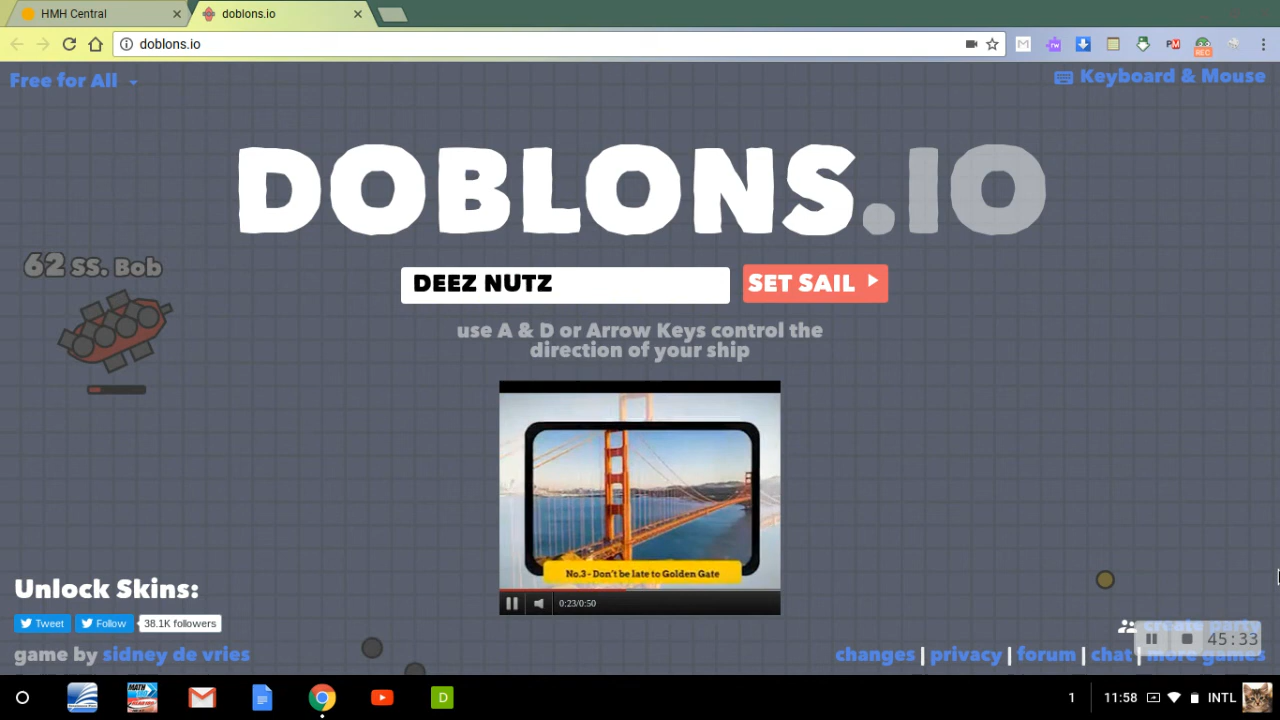 HMH Central
doblons.io
doblons.io
REC
Free for All
Keyboard & Mouse
DOBLONS.IO
62 SS. Bob
DEEZ NUTZ
SET SAIL
use A & D or Arrow Keys control the
direction of your ship
No.3 - Don't be late to Golden Gate
0:23/0:50
Unlock Skins:
Tweet
Follow
38.1K followers
create party
45:33
game by sidney de vries
changes | privacy | forum | chat | more games
D
1
11:58
INTL